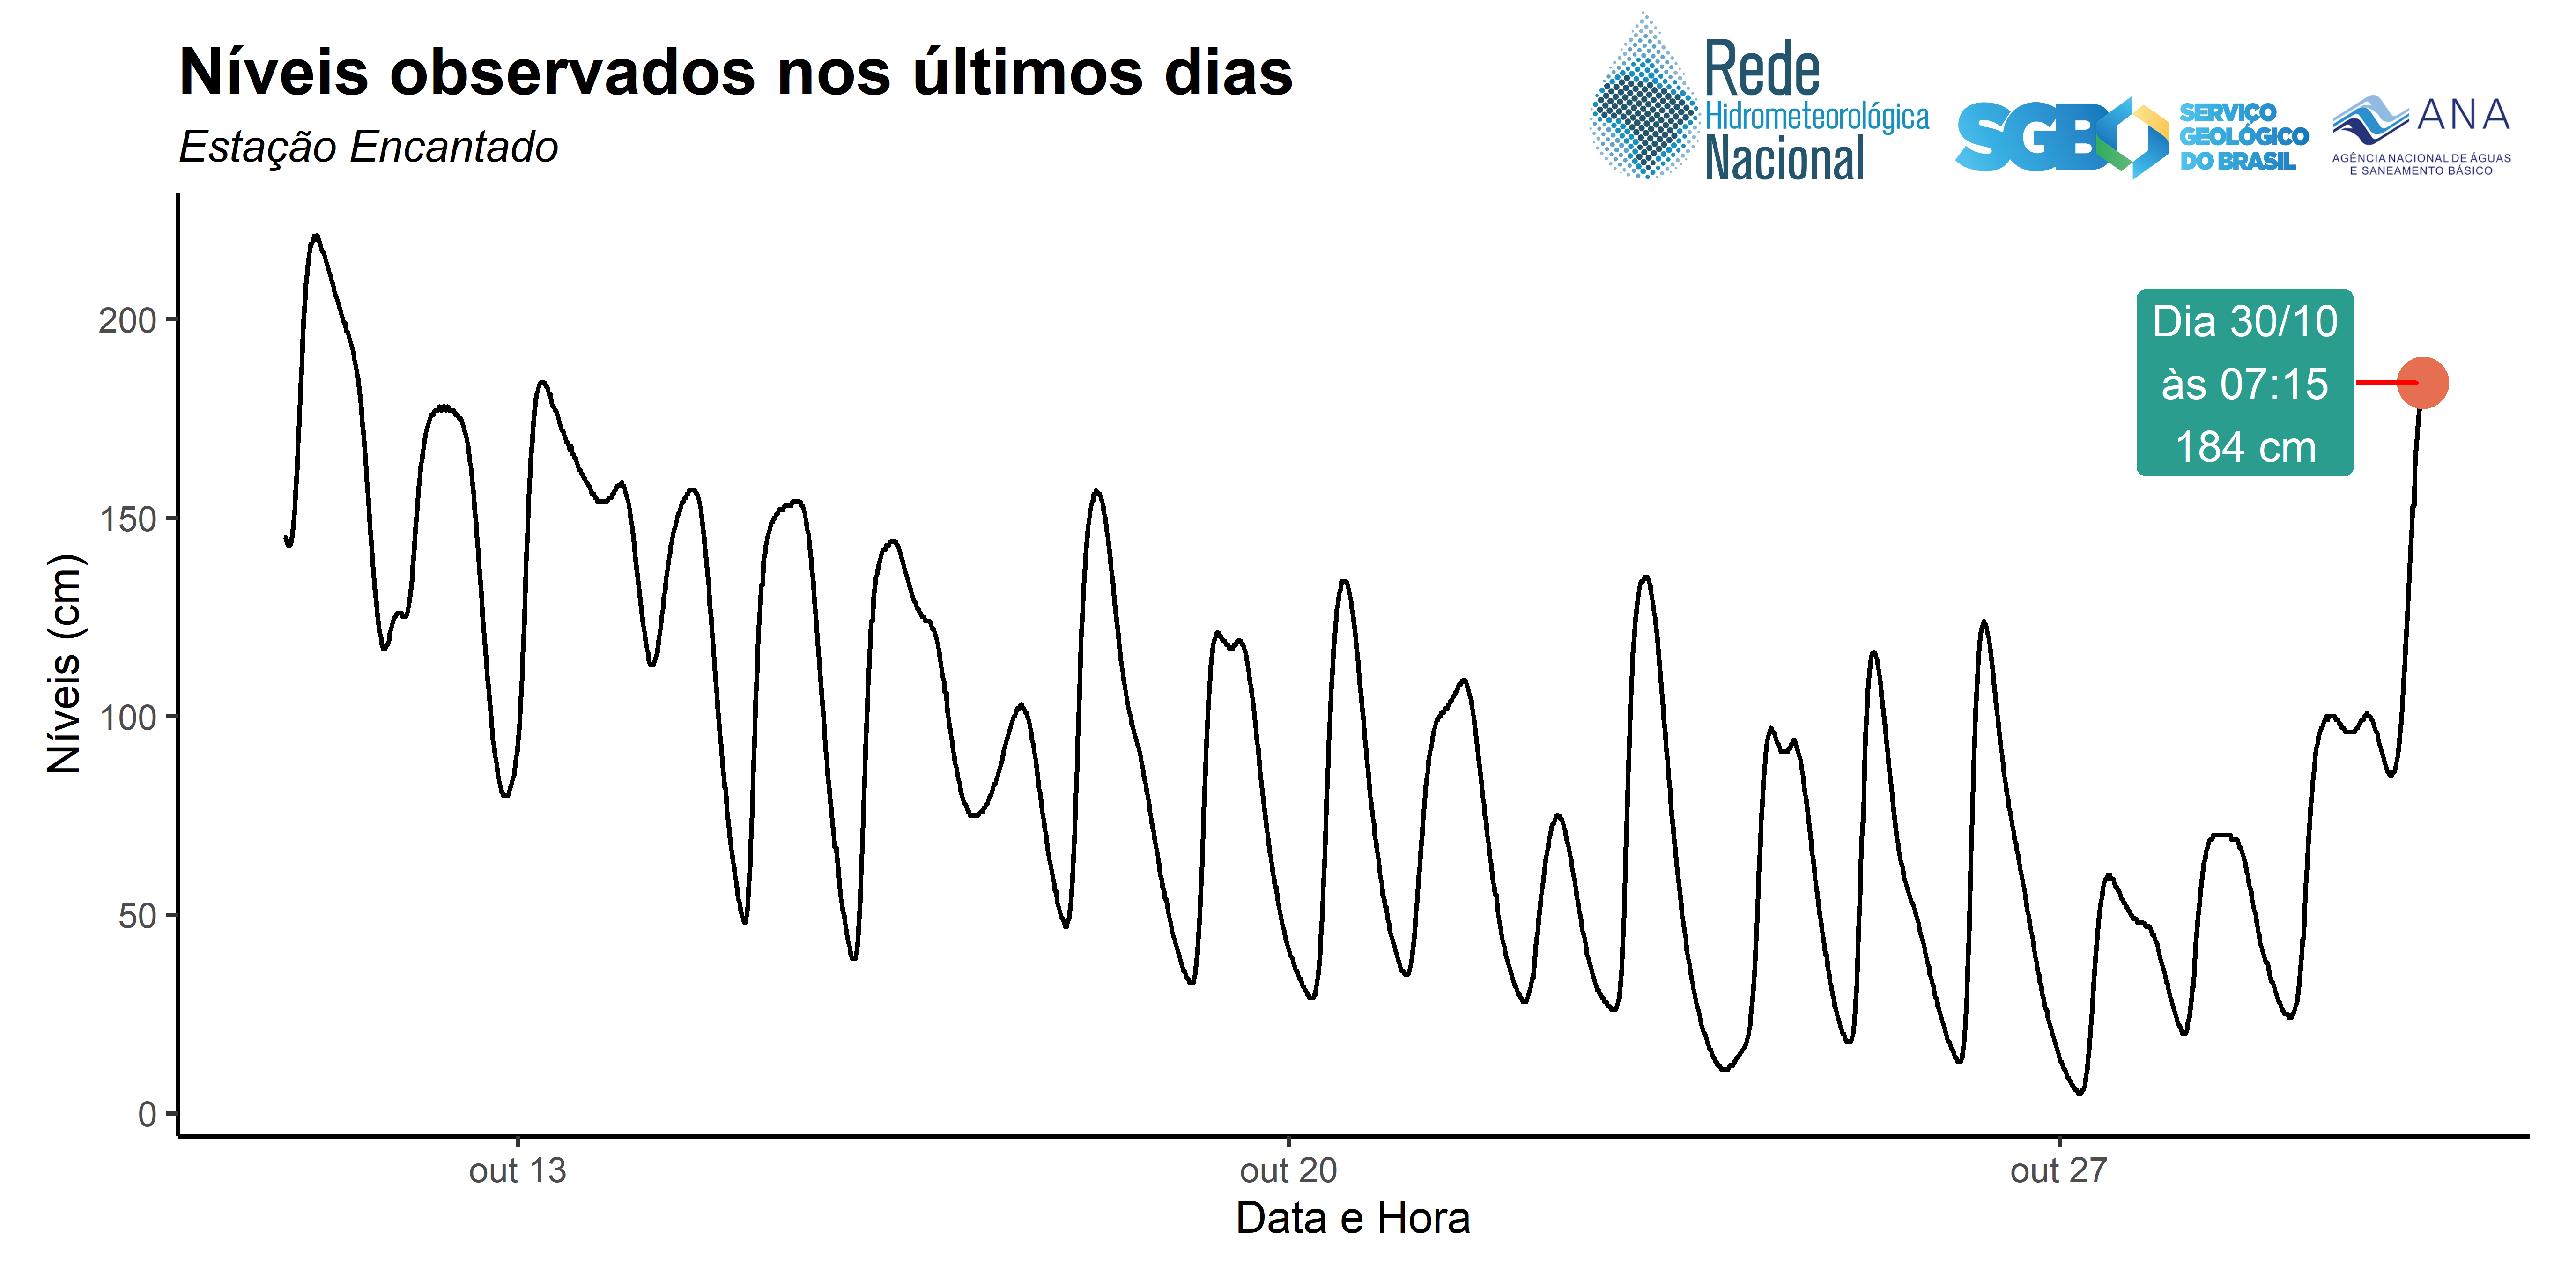 Níveis observados nos últimos dias
Estação Encantado
Rede
Hidrometeorológica
Nacional
SGB
SERVIÇO
GEOLÓGICO
DO BRASIL
ANA
AGÊNCIA NACIONAL DE ÁGUAS
E SANEAMENTO BÁSICO
Níveis (cm)
200
150
100
50
0
Dia 30/10
às 07:15
184 cm
out 13
out 20
out 27
Data e Hora